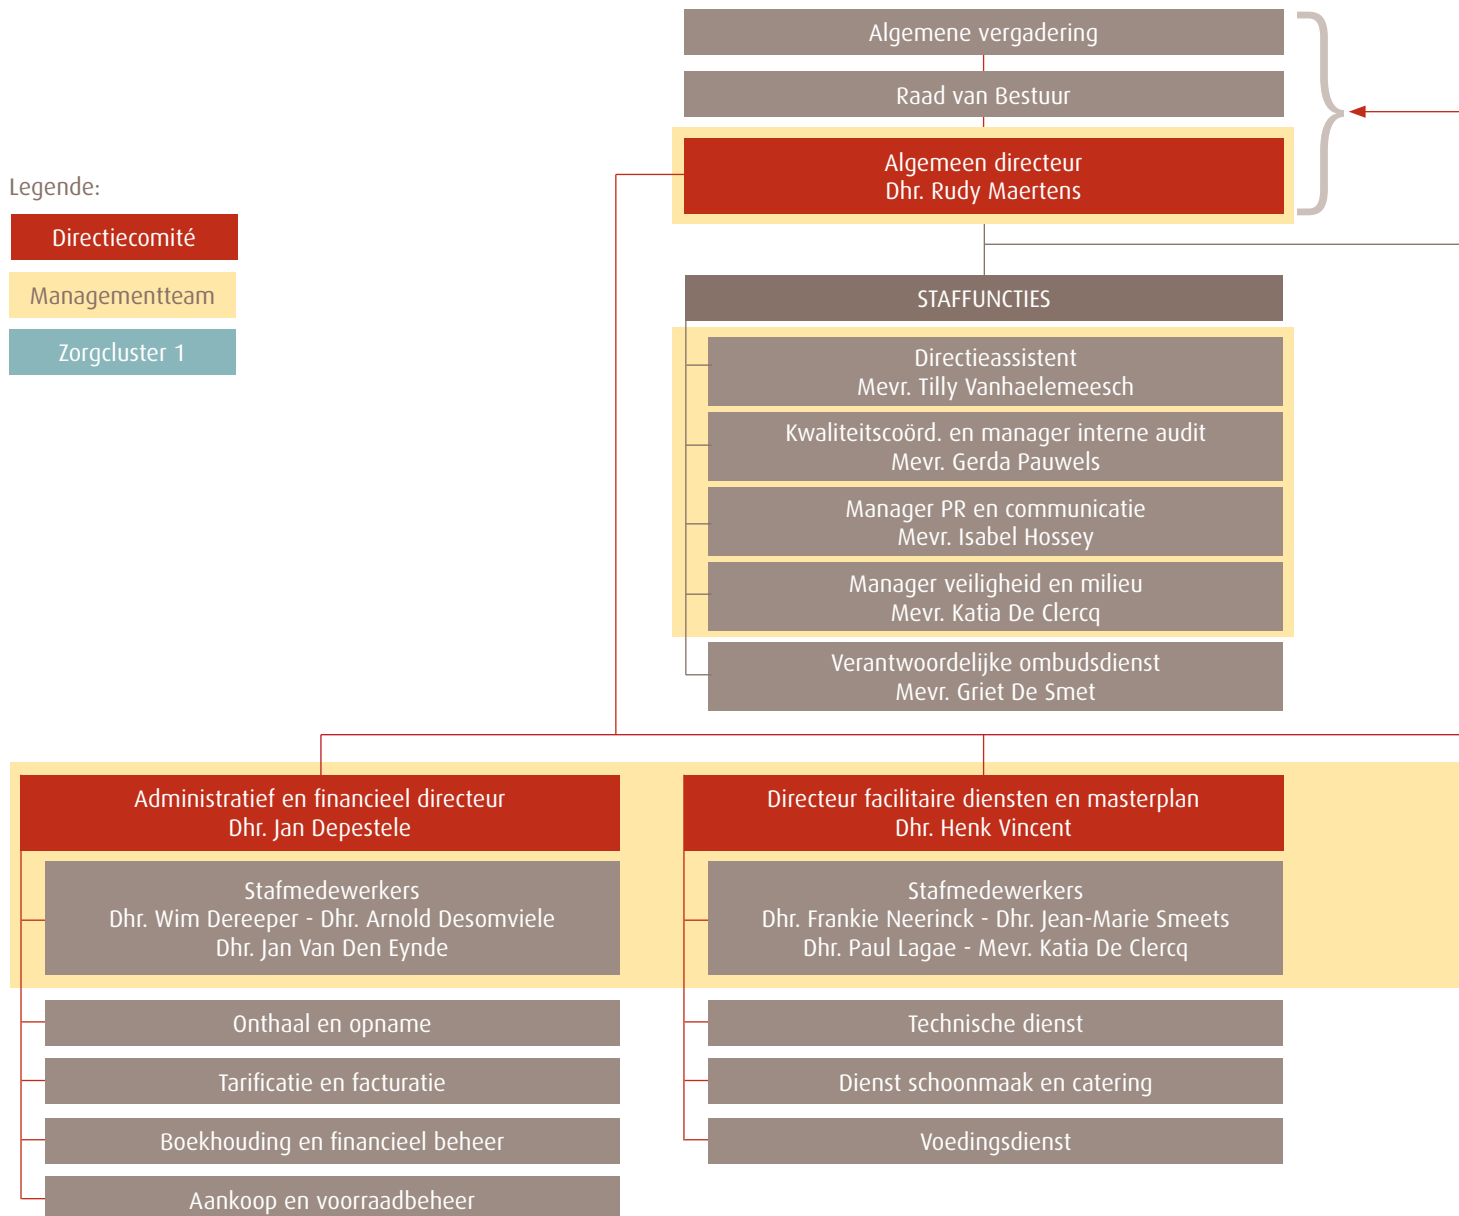 Algemene vergadering
Raad van Bestuur
Algemeen directeur
Dhr. Rudy Maertens
Legende:
Directiecomité
Managementteam
Zorgcluster 1
STAFFUNCTIES
Directieassistent
Mevr. Tilly Vanhaelemeesch
Kwaliteitscoörd. en manager interne audit
Mevr. Gerda Pauwels
Manager PR en communicatie
Mevr. Isabel Hossey
Manager veiligheid en milieu
Mevr. Katia De Clercq
Verantwoordelijke ombudsdienst
Mevr. Griet De Smet
Administratief en financieel directeur
Dhr. Jan Depestele
Stafmedewerkers
Dhr. Wim Dereeper - Dhr. Arnold Desomviele
Dhr. Jan Van Den Eynde
Onthaal en opname
Tarificatie en facturatie
Boekhouding en financieel beheer
Aankoop en voorraadbeheer
Directeur facilitaire diensten en masterplan
Dhr. Henk Vincent
Stafmedewerkers
Dhr. Frankie Neerinck - Dhr. Jean-Marie Smeets
Dhr. Paul Lagae - Mevr. Katia De Clercq
Technische dienst
Dienst schoonmaak en catering
Voedingsdienst